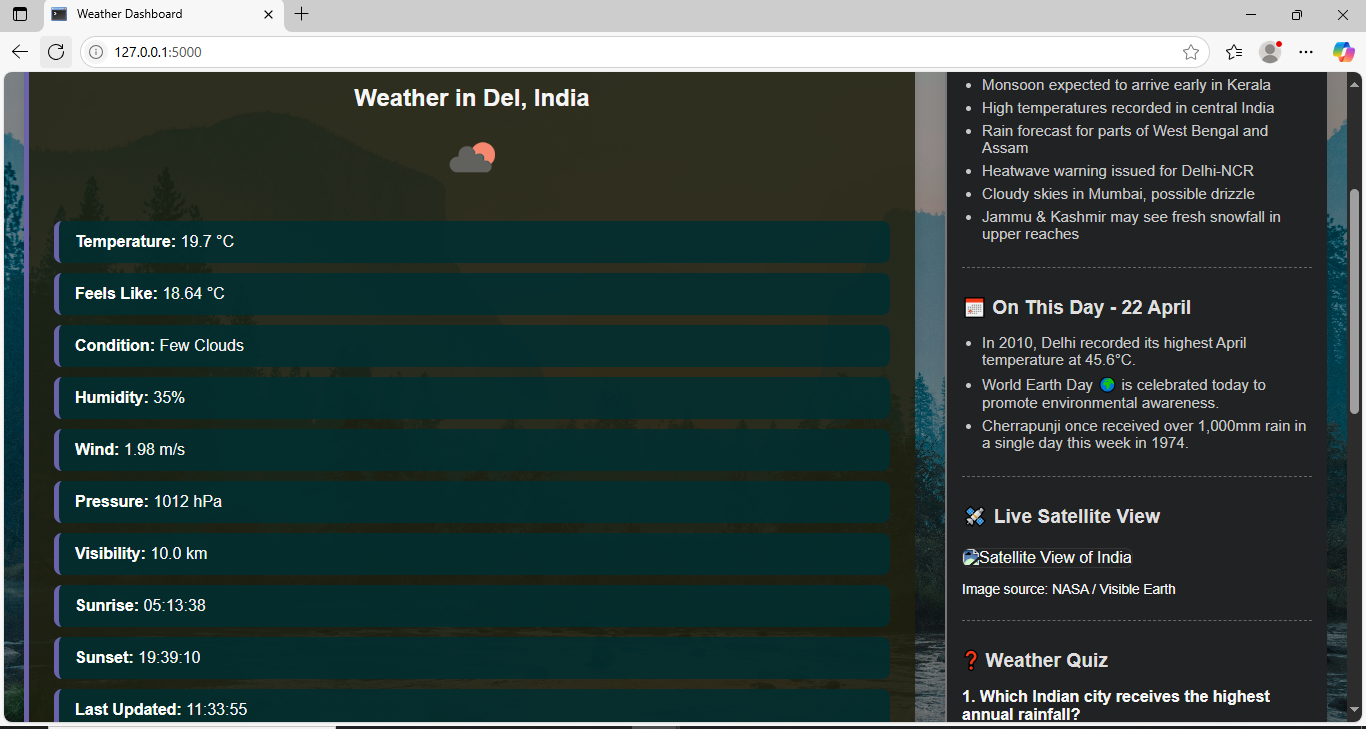 Weather Dashboard
127.0.0.1:5000
Weather in Del, India
Temperature: 19.7 °C
Feels Like: 18.64 °C
Condition: Few Clouds
Humidity: 35%
Wind: 1.98 m/s
Pressure: 1012 hPa
Visibility: 10.0 km
Sunrise: 05:13:38
Sunset: 19:39:10
Last Updated: 11:33:55
• Monsoon expected to arrive early in Kerala
• High temperatures recorded in central India
• Rain forecast for parts of West Bengal and
Assam
• Heatwave warning issued for Delhi-NCR
• Cloudy skies in Mumbai, possible drizzle
• Jammu & Kashmir may see fresh snowfall in
upper reaches
On This Day - 22 April
• In 2010, Delhi recorded its highest April
temperature at 45.6°C.
• World Earth Day 🌍 is celebrated today to
promote environmental awareness.
• Cherrapunji once received over 1,000mm rain in
a single day this week in 1974.
Live Satellite View
Satellite View of India
Image source: NASA / Visible Earth
❓ Weather Quiz
1. Which Indian city receives the highest
annual rainfall?